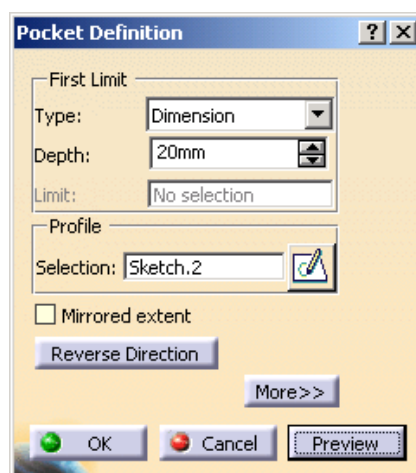 Pocket Definition ? X
First Limit
Type: Dimension
Depth: 20mm
Limit: No selection
Profile
Selection: Sketch.2
Mirrored extent
Reverse Direction
More>>
OK Cancel Preview